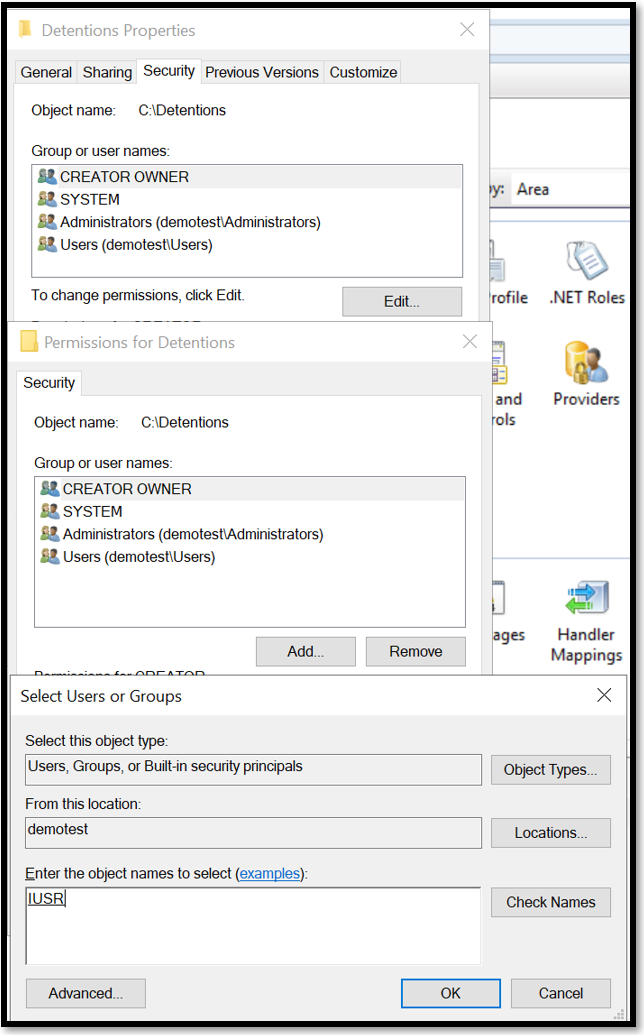 Detentions Properties
General Sharing Security Previous Versions Customize
Object name: C:\Detentions
Group or user names:
CREATOR OWNER
SYSTEM
Administrators (demotest\Administrators)
Users (demotest\Users)
To change permissions, click Edit.
Edit...
Permissions for Detentions
Security
Object name: C:\Detentions
Group or user names:
CREATOR OWNER
SYSTEM
Administrators (demotest\Administrators)
Users (demotest\Users)
Add... Remove
Permissions for CREATOR
Select Users or Groups
Select this object type:
Users, Groups, or Built-in security principals
Object Types...
From this location:
demotest
Locations...
Enter the object names to select (examples):
IUSR
Check Names
Advanced... OK Cancel
Area
.NET Roles
and
Providers
Handler
Mappings